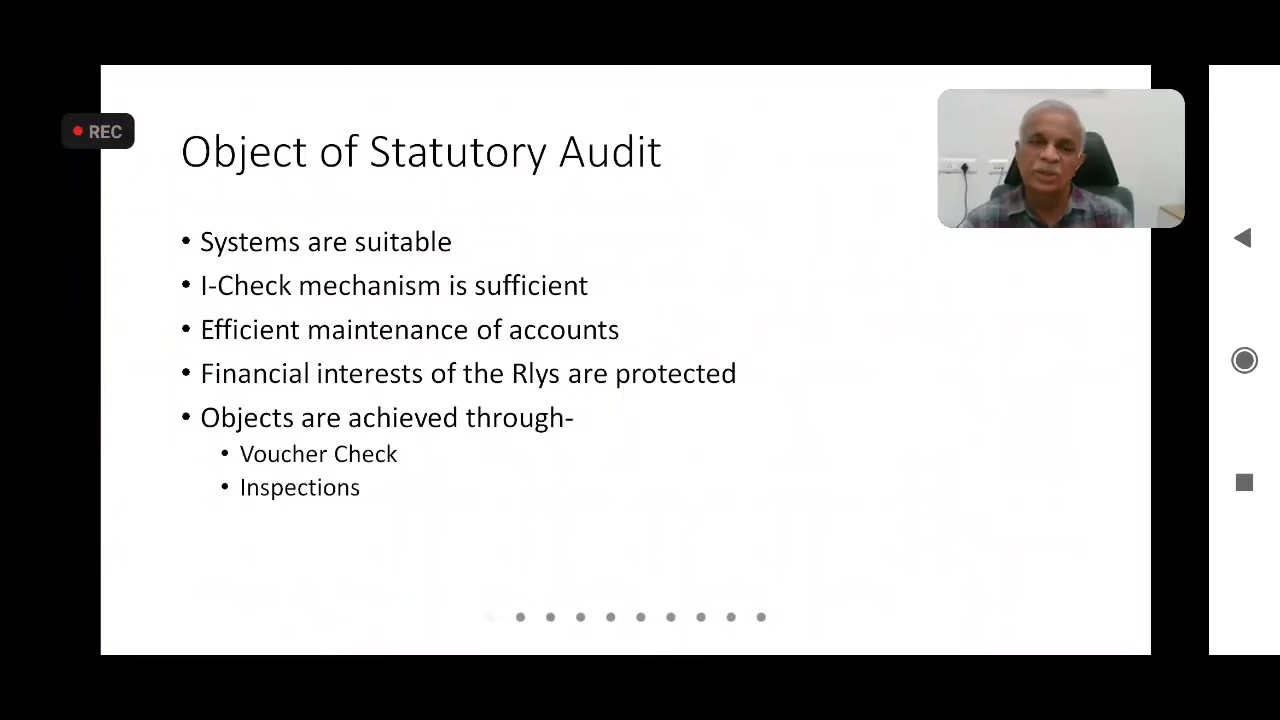 REC
Object of Statutory Audit
• Systems are suitable
• I-Check mechanism is sufficient
• Efficient maintenance of accounts
• Financial interests of the Rlys are protected
• Objects are achieved through-
• Voucher Check
• Inspections